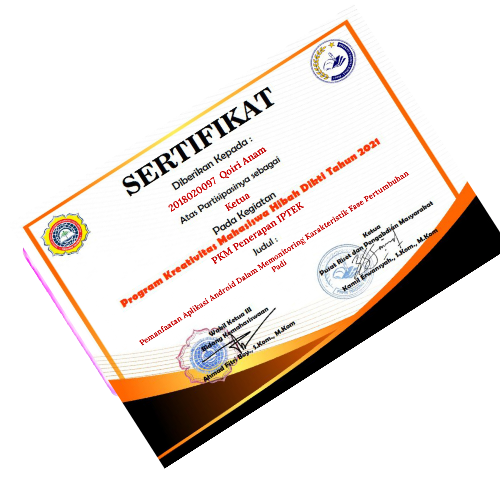 SERTIFIKAT
Diberikan Kepada :
2018020097 Qoiri Anam
Atas Partisipasinya sebagai
Ketua
Pada Kegiatan
Program Kreativitas Mahasiswa Hibah Dikti Tahun 2021
PKM Penerapan IPTEK
Judul :
Pemanfaatan Aplikasi Android Dalam Memonitoring Karakteristik Fase Pertumbuhan
Padi
Wakil Ketua III
Bidang Kemahasiswaan
Ahmad Fitri Boy, S.Kom., M.Kom
Ketua
Pusat Riset dan Pengabdian Masyarakat
Kamil Erwansyah, S.Kom., M.Kom